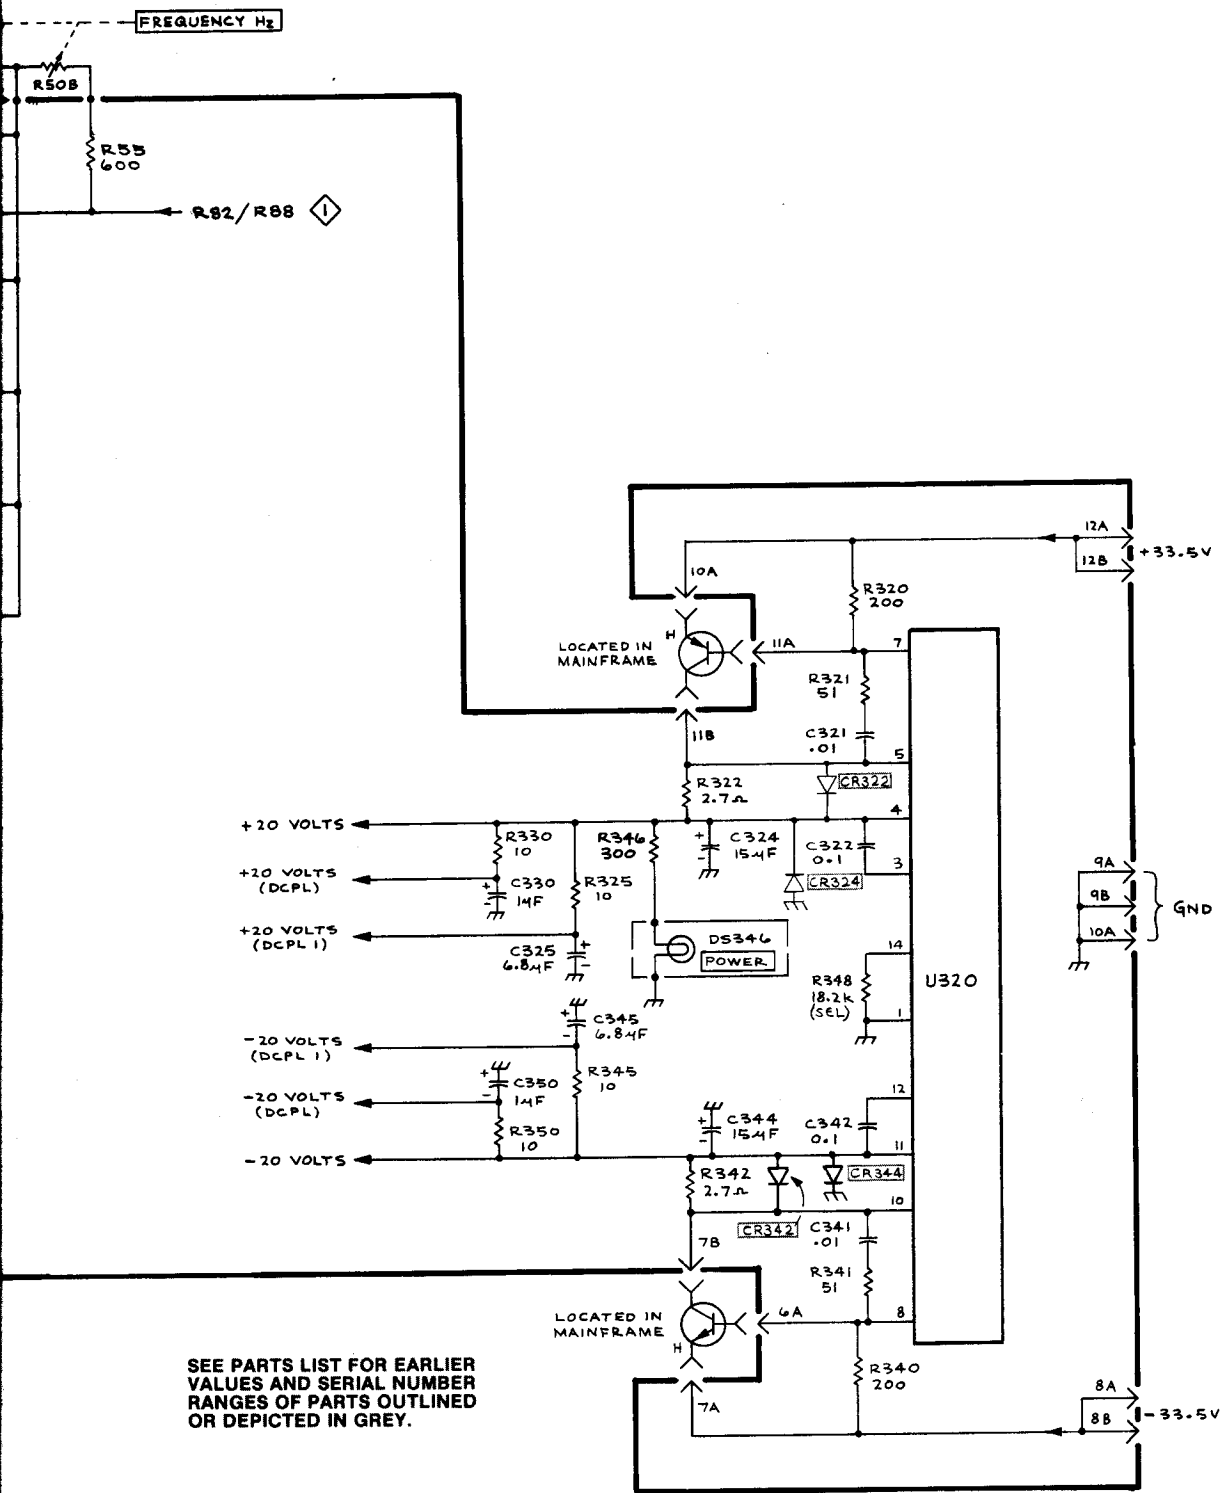 FREQUENCY Hz
R50B
R55
600
R82/R88 1
12A
12B
+33.5V
10A
R320
200
H
LOCATED IN
MAINFRAME
11A
7
R321
51
C321
.01
11B
5
R322
2.7Ω
CR322
4
+20 VOLTS
R330
10
R346
300
+
-
C324
15µF
C322
0.1
3
+20 VOLTS
(DCPL)
+
-
C330
1µF
R325
10
CR324
9A
9B
10A
GND
+20 VOLTS
(DCPL 1)
C325
6.8µF
+
-
DS346
POWER
14
R348
18.2K
(SEL)
1
U320
+
-
C345
6.8µF
-20 VOLTS
(DCPL 1)
R345
10
+
-
C350
1µF
-20 VOLTS
(DCPL)
12
R350
10
+
-
C344
15µF
C342
0.1
11
-20 VOLTS
R342
2.7Ω
CR344
10
CR342
C341
.01
7B
R341
51
LOCATED IN
MAINFRAME
6A
8
H
R340
200
7A
8A
8B
-33.5V
SEE PARTS LIST FOR EARLIER
VALUES AND SERIAL NUMBER
RANGES OF PARTS OUTLINED
OR DEPICTED IN GREY.